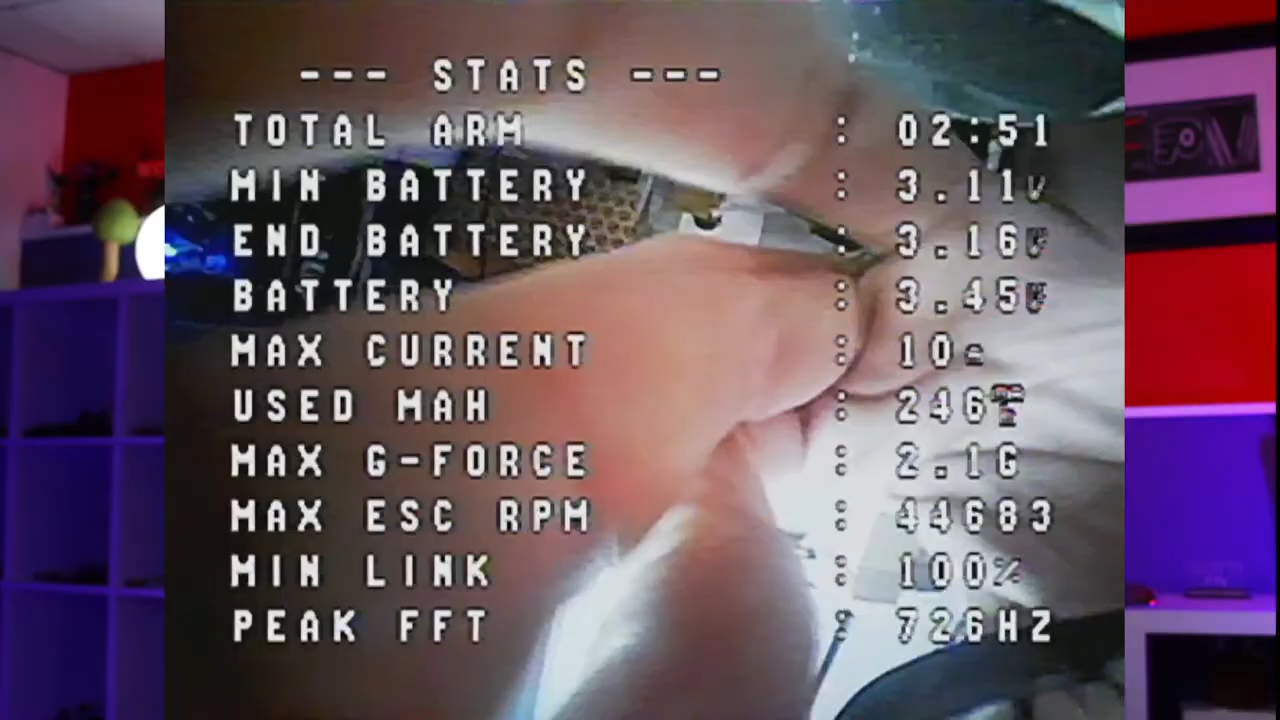 --- STATS ---
TOTAL ARM : 02:51
MIN BATTERY : 3.11V
END BATTERY : 3.16V
BATTERY : 3.45V
MAX CURRENT : 10A
USED MAH : 246
MAX G-FORCE : 2.1G
MAX ESC RPM : 44683
MIN LINK : 100%
PEAK FFT : 726HZ